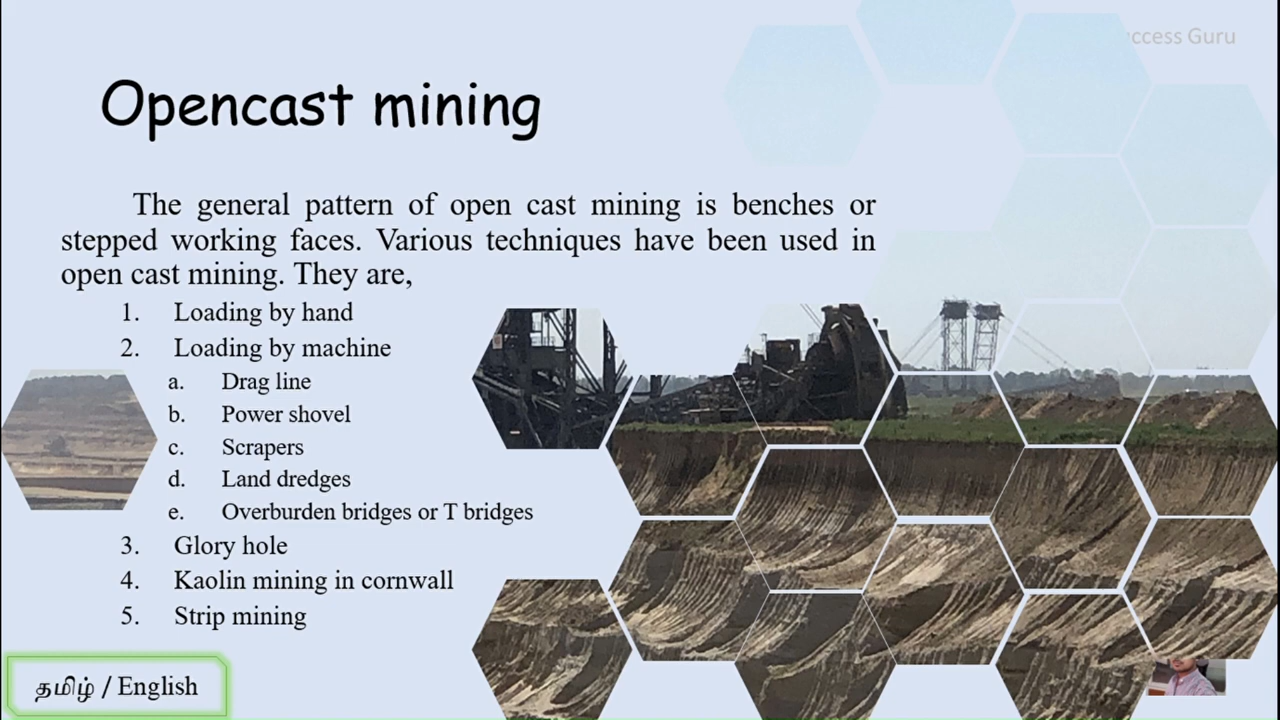 ccess Guru
Opencast mining
The general pattern of open cast mining is benches or
stepped working faces. Various techniques have been used in
open cast mining. They are,
1. Loading by hand
2. Loading by machine
a. Drag line
b. Power shovel
c. Scrapers
d. Land dredges
e. Overburden bridges or T bridges
3. Glory hole
4. Kaolin mining in cornwall
5. Strip mining
தமிழ் / English